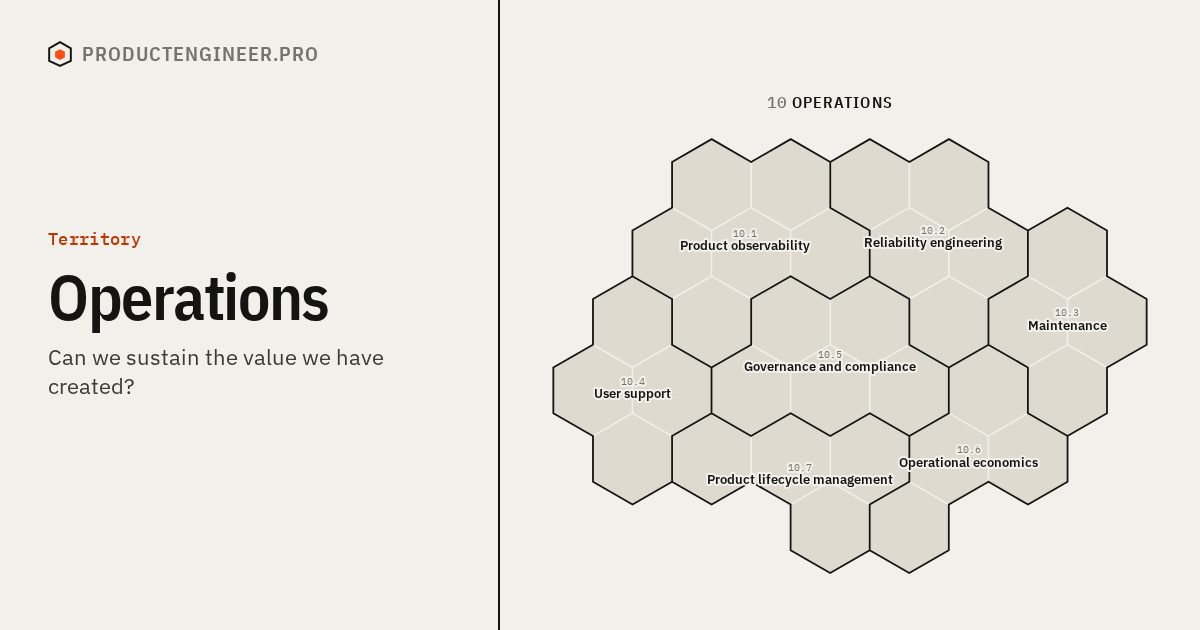 PRODUCTENGINEER.PRO
Territory
Operations
Can we sustain the value we have
created?
10 OPERATIONS
10.1
Product observability
10.2
Reliability engineering
10.3
Maintenance
10.5
Governance and compliance
10.4
User support
10.6
Operational economics
10.7
Product lifecycle management